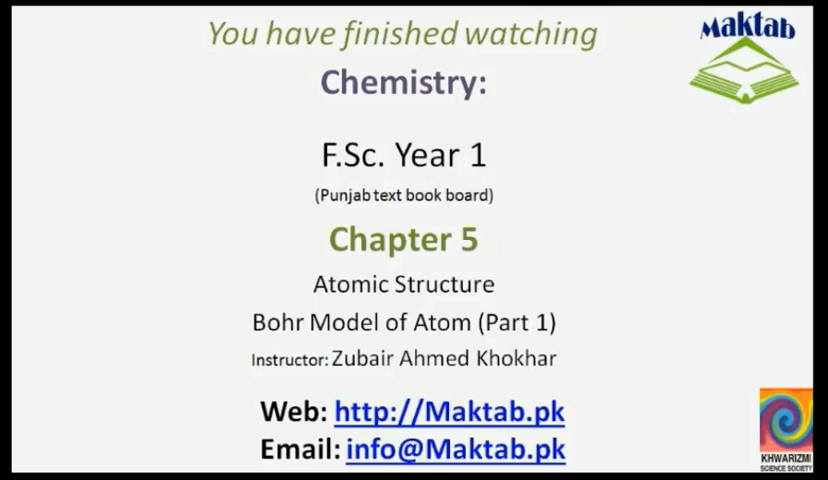 You have finished watching
Maktab
Chemistry:
F.Sc. Year 1
(Punjab text book board)
Chapter 5
Atomic Structure
Bohr Model of Atom (Part 1)
Instructor: Zubair Ahmed Khokhar
Web: http://Maktab.pk
Email: info@Maktab.pk
KHWARIZMI
SCIENCE SOCIETY